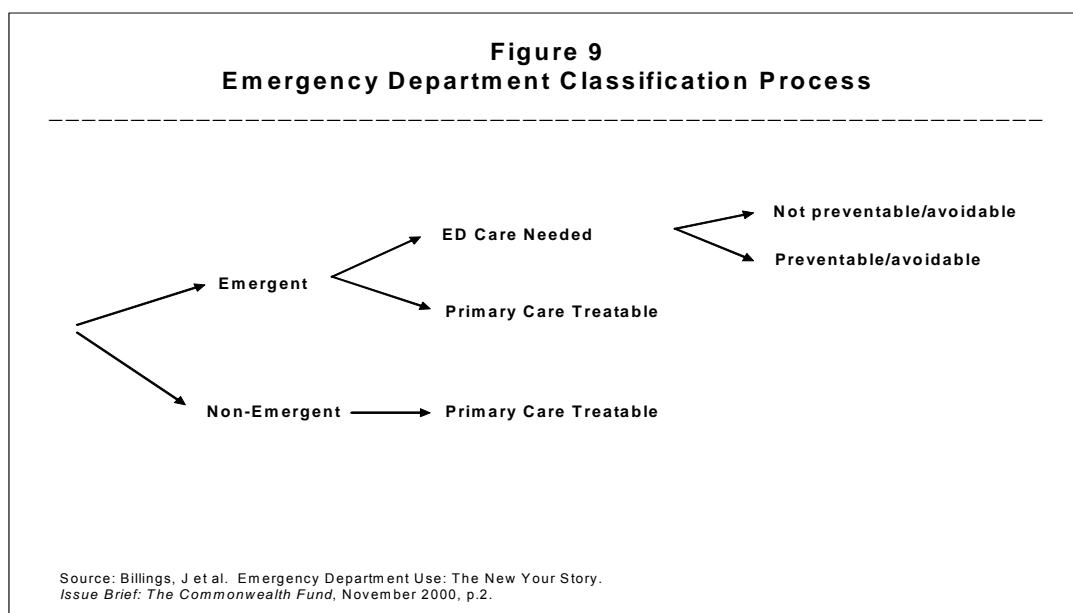 Figure 9
Emergency Department Classification Process
Not preventable/avoidable
ED Care Needed
Preventable/avoidable
Emergent
Primary Care Treatable
Non-Emergent
Primary Care Treatable
Source: Billings, J et al. Emergency Department Use: The New Your Story.
Issue Brief: The Commonwealth Fund, November 2000, p.2.